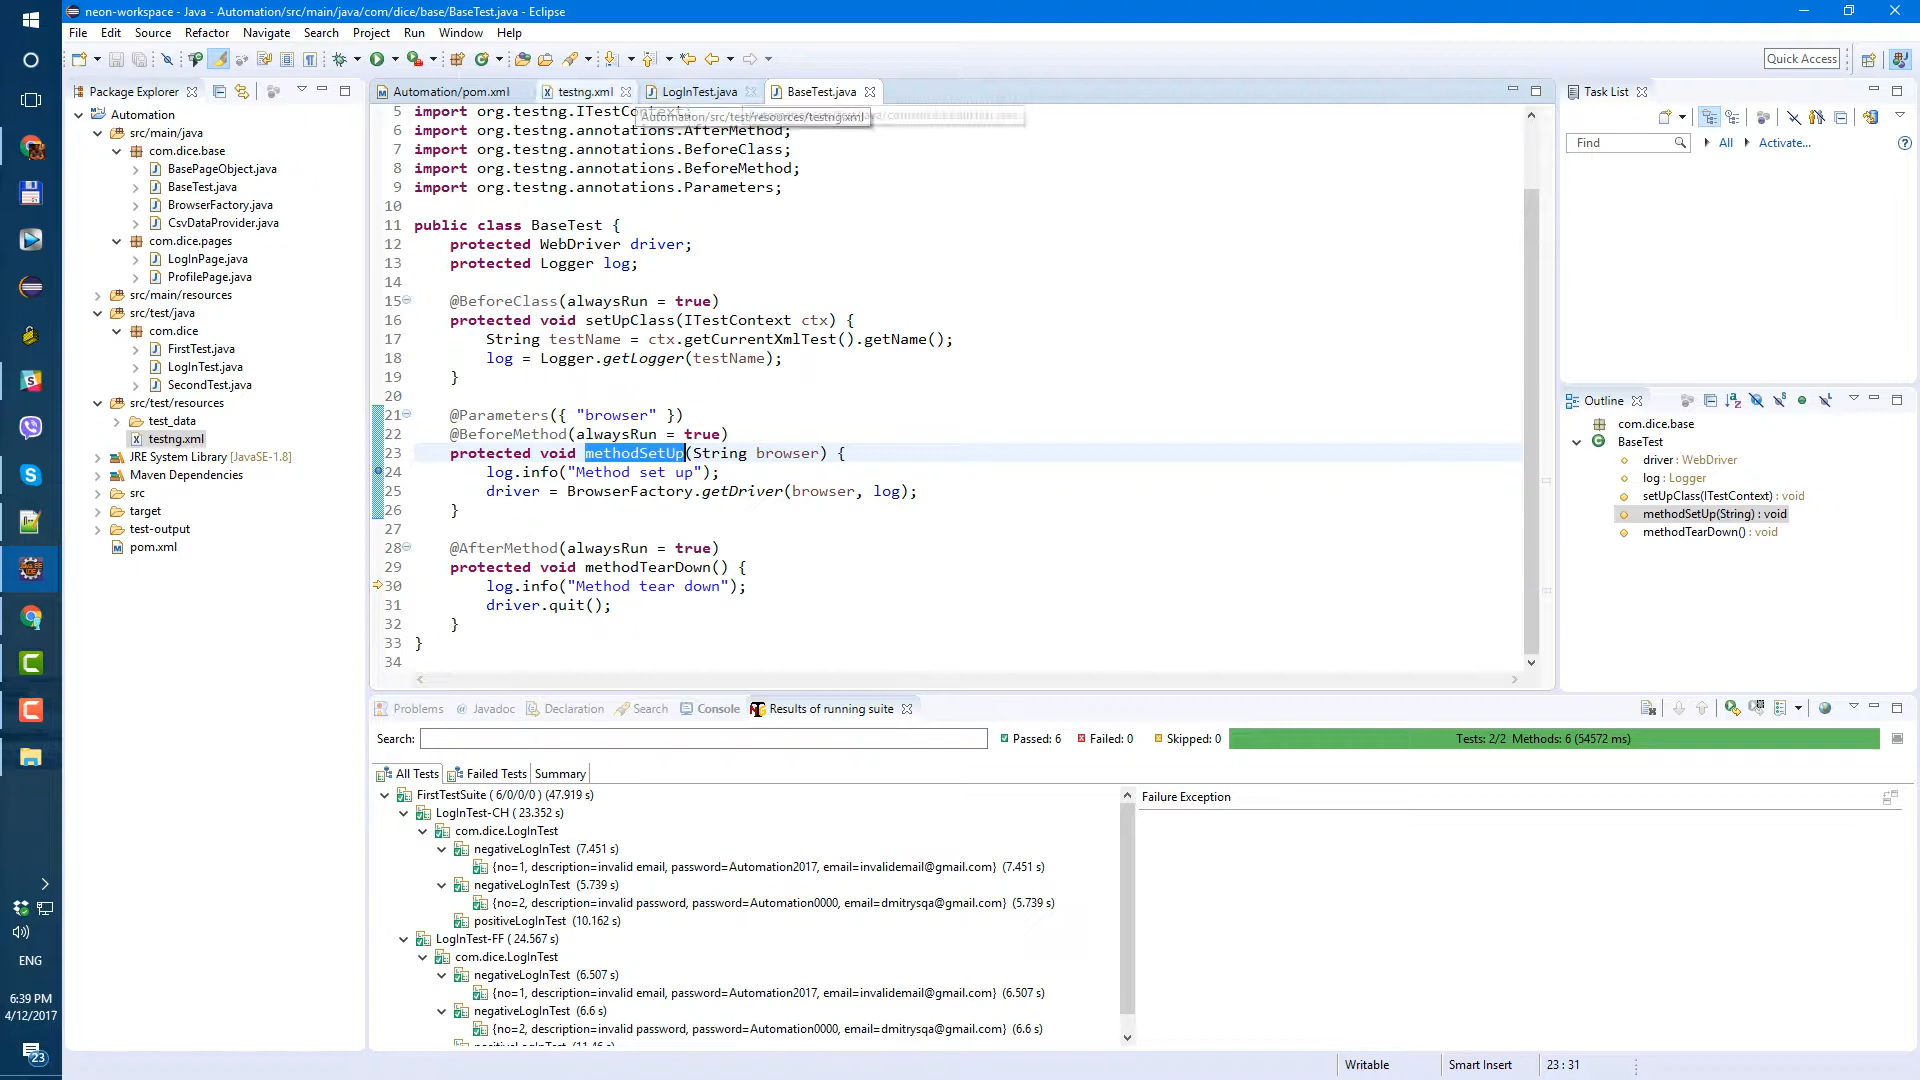 neon-workspace - Java - Automation/src/main/java/com/dice/base/BaseTest.java - Eclipse
File Edit Source Refactor Navigate Search Project Run Window Help
Quick Access
Package Explorer
Automation
src/main/java
com.dice.base
BasePageObject.java
BaseTest.java
BrowserFactory.java
CsvDataProvider.java
com.dice.pages
LogInPage.java
ProfilePage.java
src/main/resources
src/test/java
com.dice
FirstTest.java
LogInTest.java
SecondTest.java
src/test/resources
test_data
testng.xml
JRE System Library [JavaSE-1.8]
Maven Dependencies
src
target
test-output
pom.xml
Automation/pom.xml testng.xml LogInTest.java BaseTest.java
Automation/src/test/resources/testng.xml
5 import org.testng.ITestContext;
6 import org.testng.annotations.AfterMethod;
7 import org.testng.annotations.BeforeClass;
8 import org.testng.annotations.BeforeMethod;
9 import org.testng.annotations.Parameters;
10
11 public class BaseTest {
12 protected WebDriver driver;
13 protected Logger log;
14
15 @BeforeClass(alwaysRun = true)
16 protected void setUpClass(ITestContext ctx) {
17 String testName = ctx.getCurrentXmlTest().getName();
18 log = Logger.getLogger(testName);
19 }
20
21 @Parameters({ "browser" })
22 @BeforeMethod(alwaysRun = true)
23 protected void methodSetUp(String browser) {
24 log.info("Method set up");
25 driver = BrowserFactory.getDriver(browser, log);
26 }
27
28 @AfterMethod(alwaysRun = true)
29 protected void methodTearDown() {
30 log.info("Method tear down");
31 driver.quit();
32 }
33 }
34
Task List
Find All Activate...
Outline
com.dice.base
BaseTest
driver : WebDriver
log : Logger
setUpClass(ITestContext) : void
methodSetUp(String) : void
methodTearDown() : void
Problems Javadoc Declaration Search Console Results of running suite
Search: Passed: 6 Failed: 0 Skipped: 0 Tests: 2/2 Methods: 6 (54572 ms)
All Tests Failed Tests Summary
FirstTestSuite ( 6/0/0/0 ) (47.919 s)
LogInTest-CH ( 23.352 s)
com.dice.LogInTest
negativeLogInTest (7.451 s)
{no=1, description=invalid email, password=Automation2017, email=invalidemail@gmail.com} (7.451 s)
negativeLogInTest (5.739 s)
{no=2, description=invalid password, password=Automation0000, email=dmitrysqa@gmail.com} (5.739 s)
positiveLogInTest (10.162 s)
LogInTest-FF ( 24.567 s)
com.dice.LogInTest
negativeLogInTest (6.507 s)
{no=1, description=invalid email, password=Automation2017, email=invalidemail@gmail.com} (6.507 s)
negativeLogInTest (6.6 s)
{no=2, description=invalid password, password=Automation0000, email=dmitrysqa@gmail.com} (6.6 s)
Failure Exception
Writable Smart Insert 23 : 31
ENG
6:39 PM
4/12/2017
23